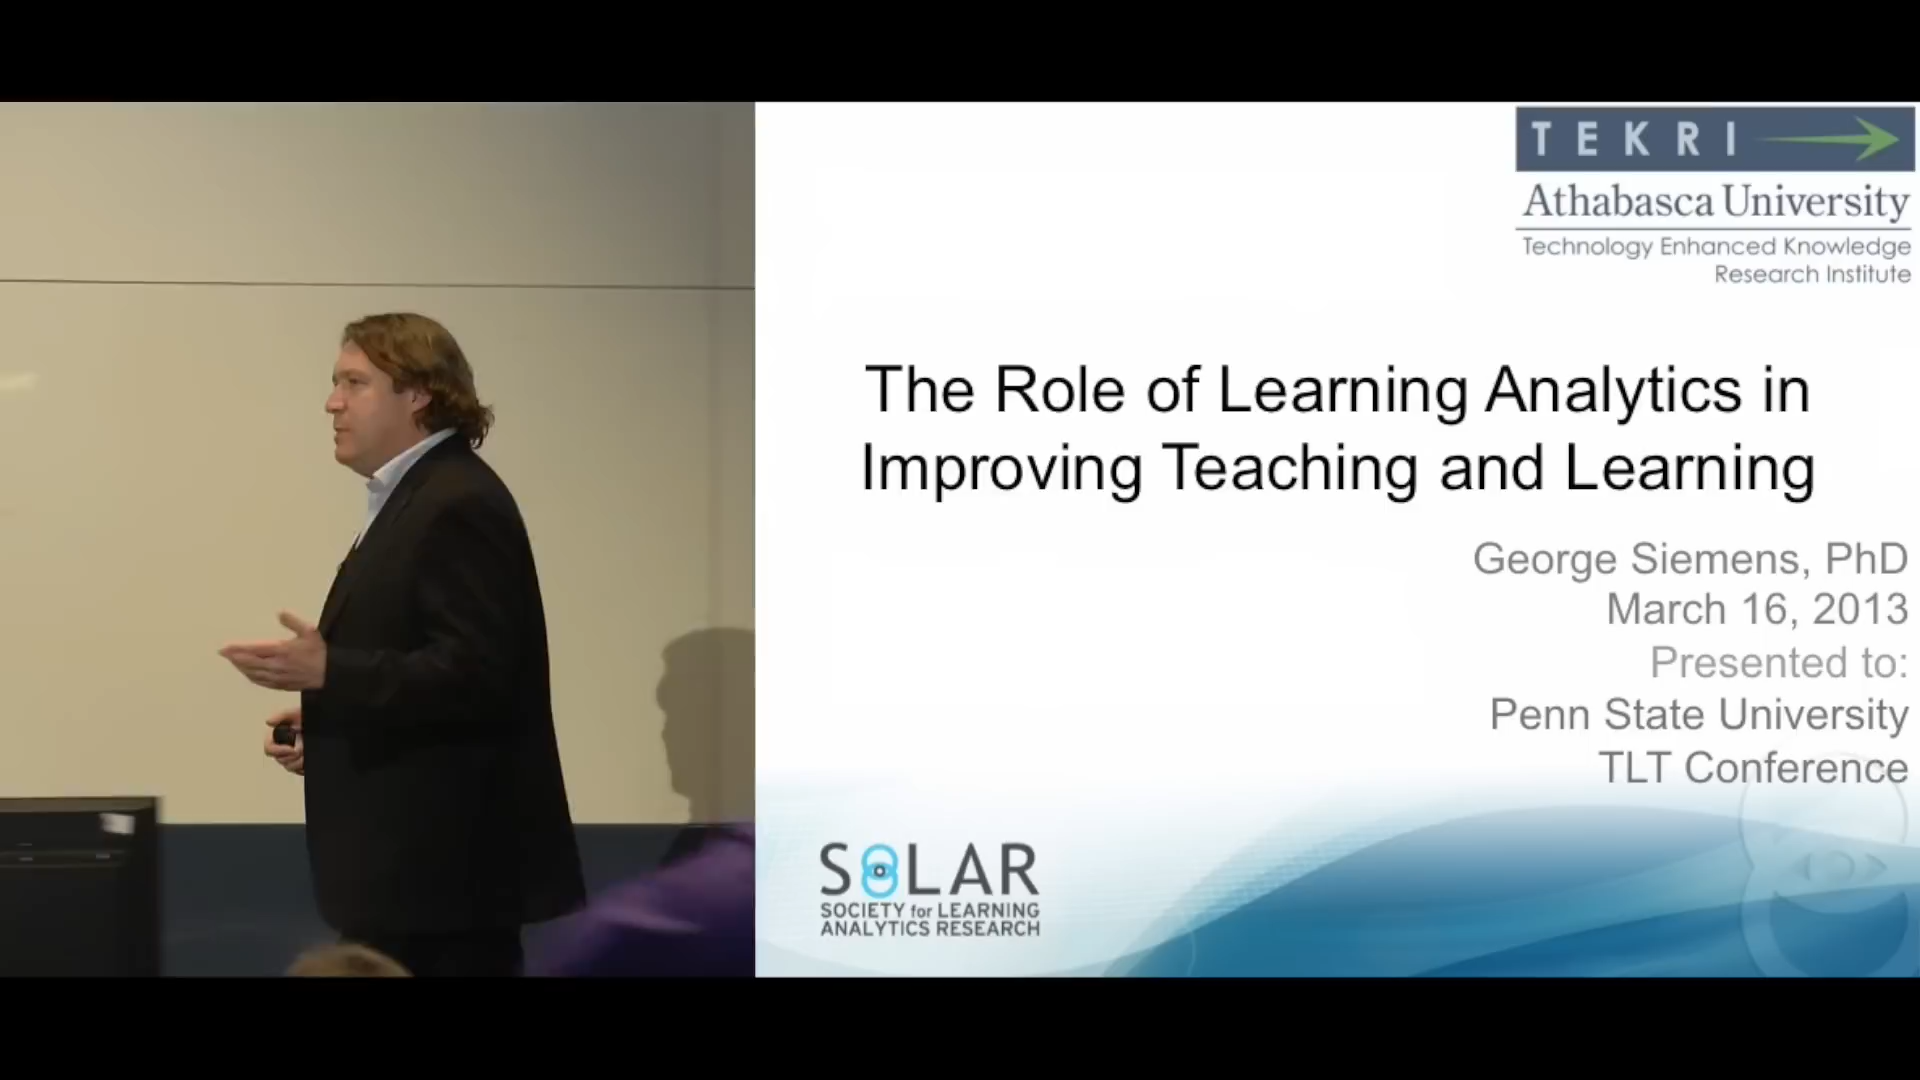 TEKRI
Athabasca University
Technology Enhanced Knowledge
Research Institute
The Role of Learning Analytics in
Improving Teaching and Learning
George Siemens, PhD
March 16, 2013
Presented to:
Penn State University
TLT Conference
SOLAR
SOCIETY for LEARNING
ANALYTICS RESEARCH